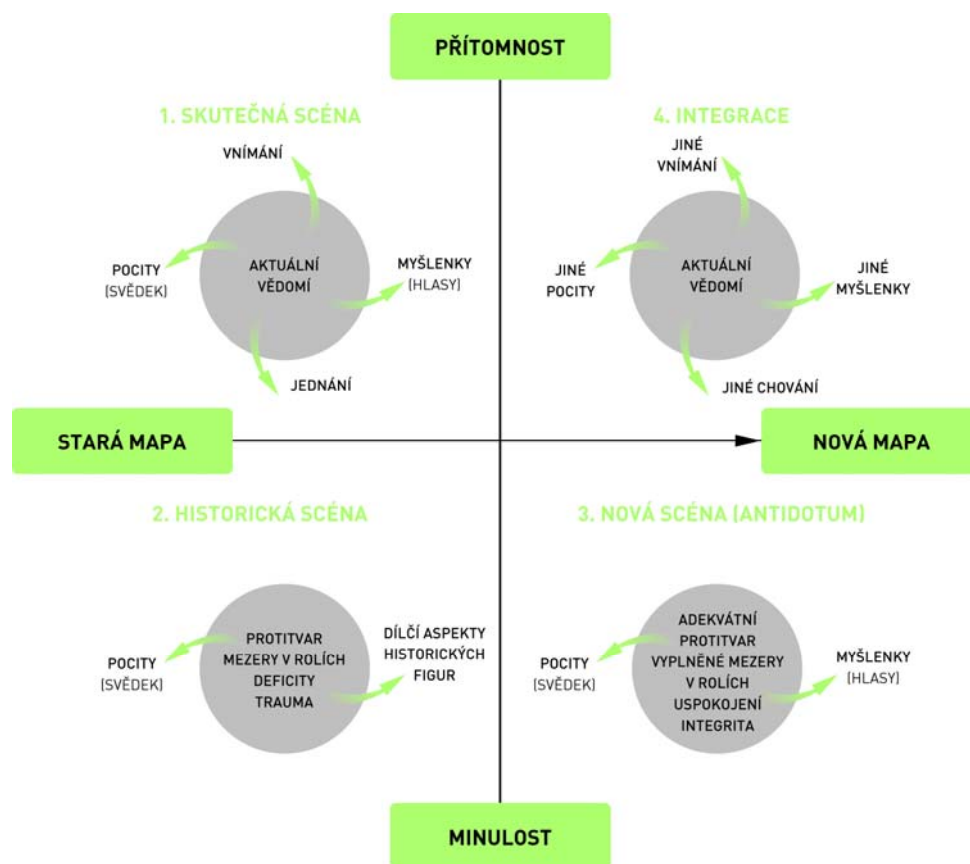 PŘÍTOMNOST
1. SKUTEČNÁ SCÉNA
VNÍMÁNÍ
POCITY
(SVĚDEK)
AKTUÁLNÍ
VĚDOMÍ
MYŠLENKY
(HLASY)
JEDNÁNÍ
4. INTEGRACE
JINÉ
VNÍMÁNÍ
JINÉ
POCITY
AKTUÁLNÍ
VĚDOMÍ
JINÉ
MYŠLENKY
JINÉ CHOVÁNÍ
STARÁ MAPA
NOVÁ MAPA
2. HISTORICKÁ SCÉNA
POCITY
(SVĚDEK)
PROTITVAR
MEZERY V ROLÍCH
DEFICITY
TRAUMA
DÍLČÍ ASPEKTY
HISTORICKÝCH
FIGUR
3. NOVÁ SCÉNA (ANTIDOTUM)
POCITY
(SVĚDEK)
ADEKVÁTNÍ
PROTITVAR
VYPLNĚNÉ MEZERY
V ROLÍCH
USPOKOJENÍ
INTEGRITA
MYŠLENKY
(HLASY)
MINULOST